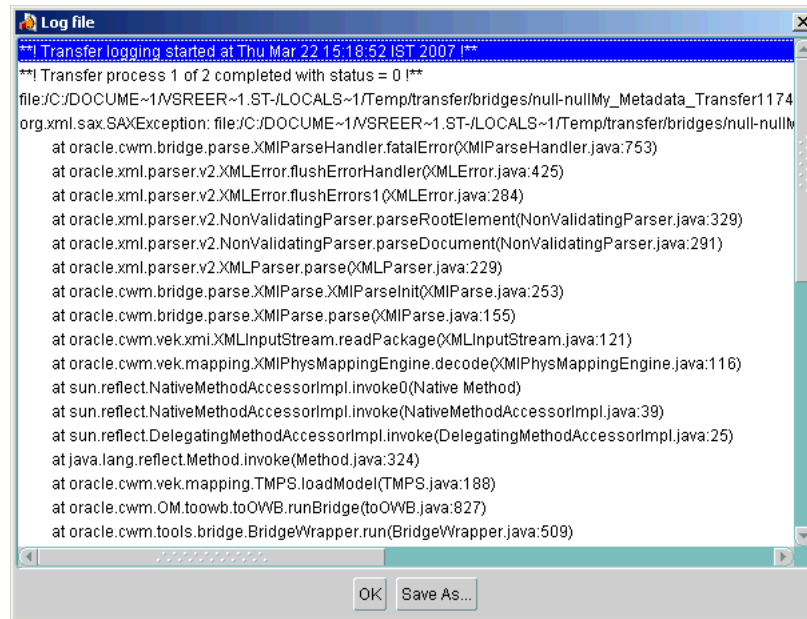 Log file
**! Transfer logging started at Thu Mar 22 15:18:52 IST 2007 !**
**! Transfer process 1 of 2 completed with status = 0 !**
file:/C:/DOCUME~1/VSREER~1.ST-/LOCALS~1/Temp/transfer/bridges/null-nullMy_Metadata_Transfer1174
org.xml.sax.SAXException: file:/C:/DOCUME~1/VSREER~1.ST-/LOCALS~1/Temp/transfer/bridges/null-nullM
at oracle.cwm.bridge.parse.XMIParseHandler.fatalError(XMIParseHandler.java:753)
at oracle.xml.parser.v2.XMLError.flushErrorHandler(XMLError.java:425)
at oracle.xml.parser.v2.XMLError.flushErrors1(XMLError.java:284)
at oracle.xml.parser.v2.NonValidatingParser.parseRootElement(NonValidatingParser.java:329)
at oracle.xml.parser.v2.NonValidatingParser.parseDocument(NonValidatingParser.java:291)
at oracle.xml.parser.v2.XMLParser.parse(XMLParser.java:229)
at oracle.cwm.bridge.parse.XMIParse.XMIParseInit(XMIParse.java:253)
at oracle.cwm.bridge.parse.XMIParse.parse(XMIParse.java:155)
at oracle.cwm.vek.xmi.XMLInputStream.readPackage(XMLInputStream.java:121)
at oracle.cwm.vek.mapping.XMIPhysMappingEngine.decode(XMIPhysMappingEngine.java:116)
at sun.reflect.NativeMethodAccessorImpl.invoke0(Native Method)
at sun.reflect.NativeMethodAccessorImpl.invoke(NativeMethodAccessorImpl.java:39)
at sun.reflect.DelegatingMethodAccessorImpl.invoke(DelegatingMethodAccessorImpl.java:25)
at java.lang.reflect.Method.invoke(Method.java:324)
at oracle.cwm.vek.mapping.TMPS.loadModel(TMPS.java:188)
at oracle.cwm.OM.toowb.toOWB.runBridge(toOWB.java:827)
at oracle.cwm.tools.bridge.BridgeWrapper.run(BridgeWrapper.java:509)
OK Save As...